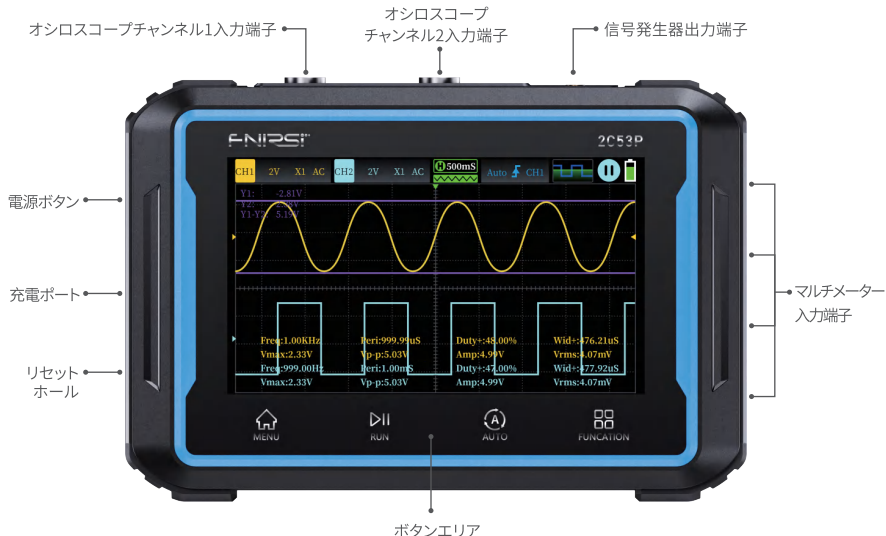 オシロスコープチャンネル1入力端子
オシロスコープ
チャンネル2入力端子
信号発生器出力端子
FNIRSI
2C53P
CH1 2V X1 AC CH2 2V X1 AC H 500mS Auto CH1
Y1: -2.81V
Y1-Y2: 5.19V
電源ボタン
充電ポート
リセット
ホール
マルチメーター
入力端子
Freq:1.00KHz Peri:999.99uS Duty+:48.00% Wid+:476.21uS
Vmax:2.33V Vp-p:5.03V Amp:4.99V Vrms:4.07mV
Freq:999.00Hz Peri:1.00mS Duty+:47.00% Wid+:477.92uS
Vmax:2.33V Vp-p:5.03V Amp:4.99V Vrms:4.07mV
MENU RUN AUTO FUNCATION
ボタンエリア